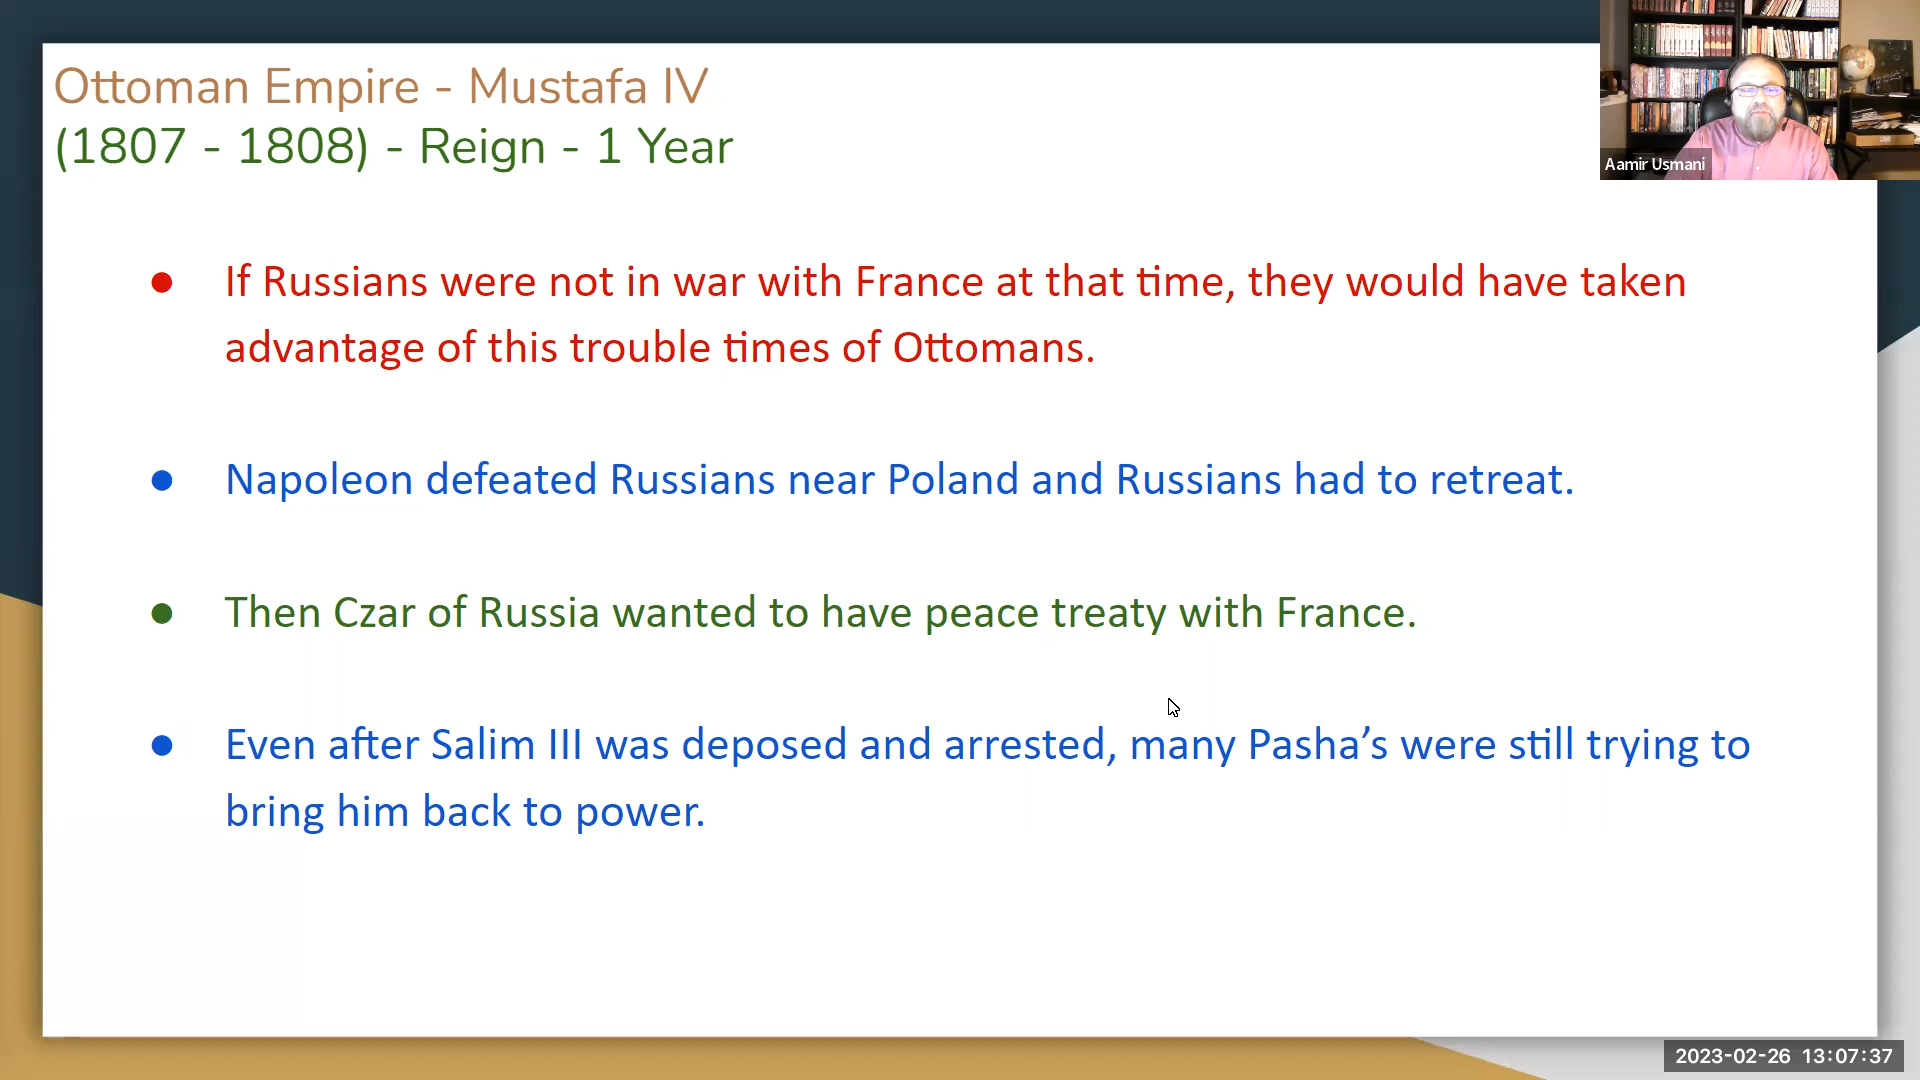 Ottoman Empire - Mustafa IV
(1807 - 1808) - Reign - 1 Year
Aamir Usmani
● If Russians were not in war with France at that time, they would have taken
advantage of this trouble times of Ottomans.
● Napoleon defeated Russians near Poland and Russians had to retreat.
● Then Czar of Russia wanted to have peace treaty with France.
● Even after Salim III was deposed and arrested, many Pasha’s were still trying to
bring him back to power.
2023-02-26 13:07:37